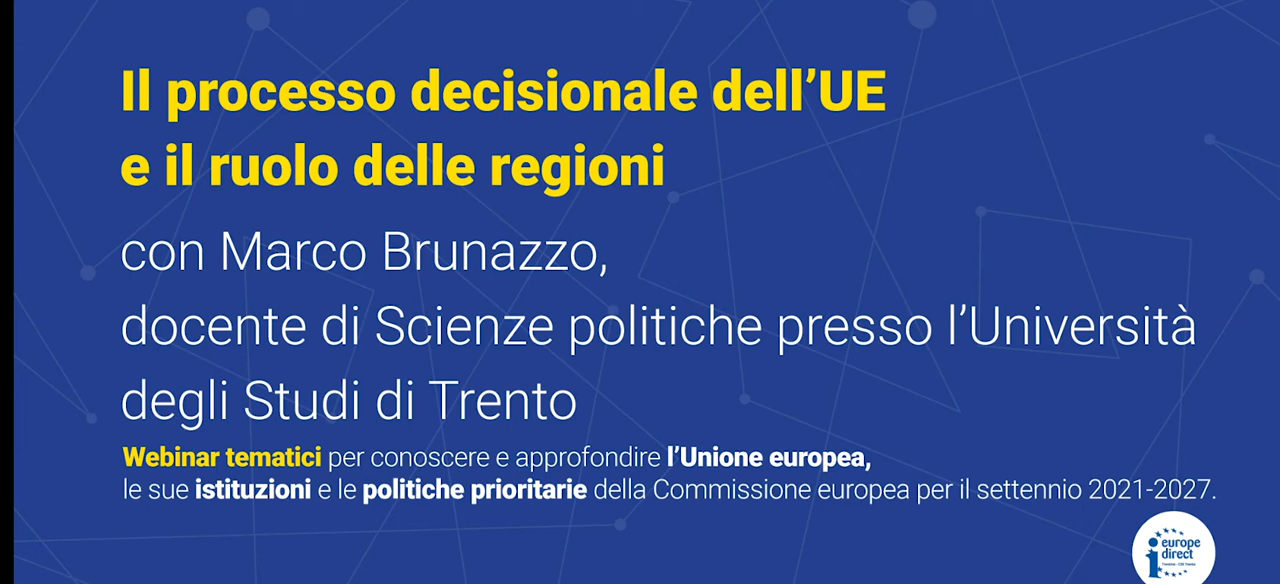 Il processo decisionale dell’UE
e il ruolo delle regioni
con Marco Brunazzo,
docente di Scienze politiche presso l’Università
degli Studi di Trento
Webinar tematici per conoscere e approfondire l’Unione europea,
le sue istituzioni e le politiche prioritarie della Commissione europea per il settennio 2021-2027.
europe
direct